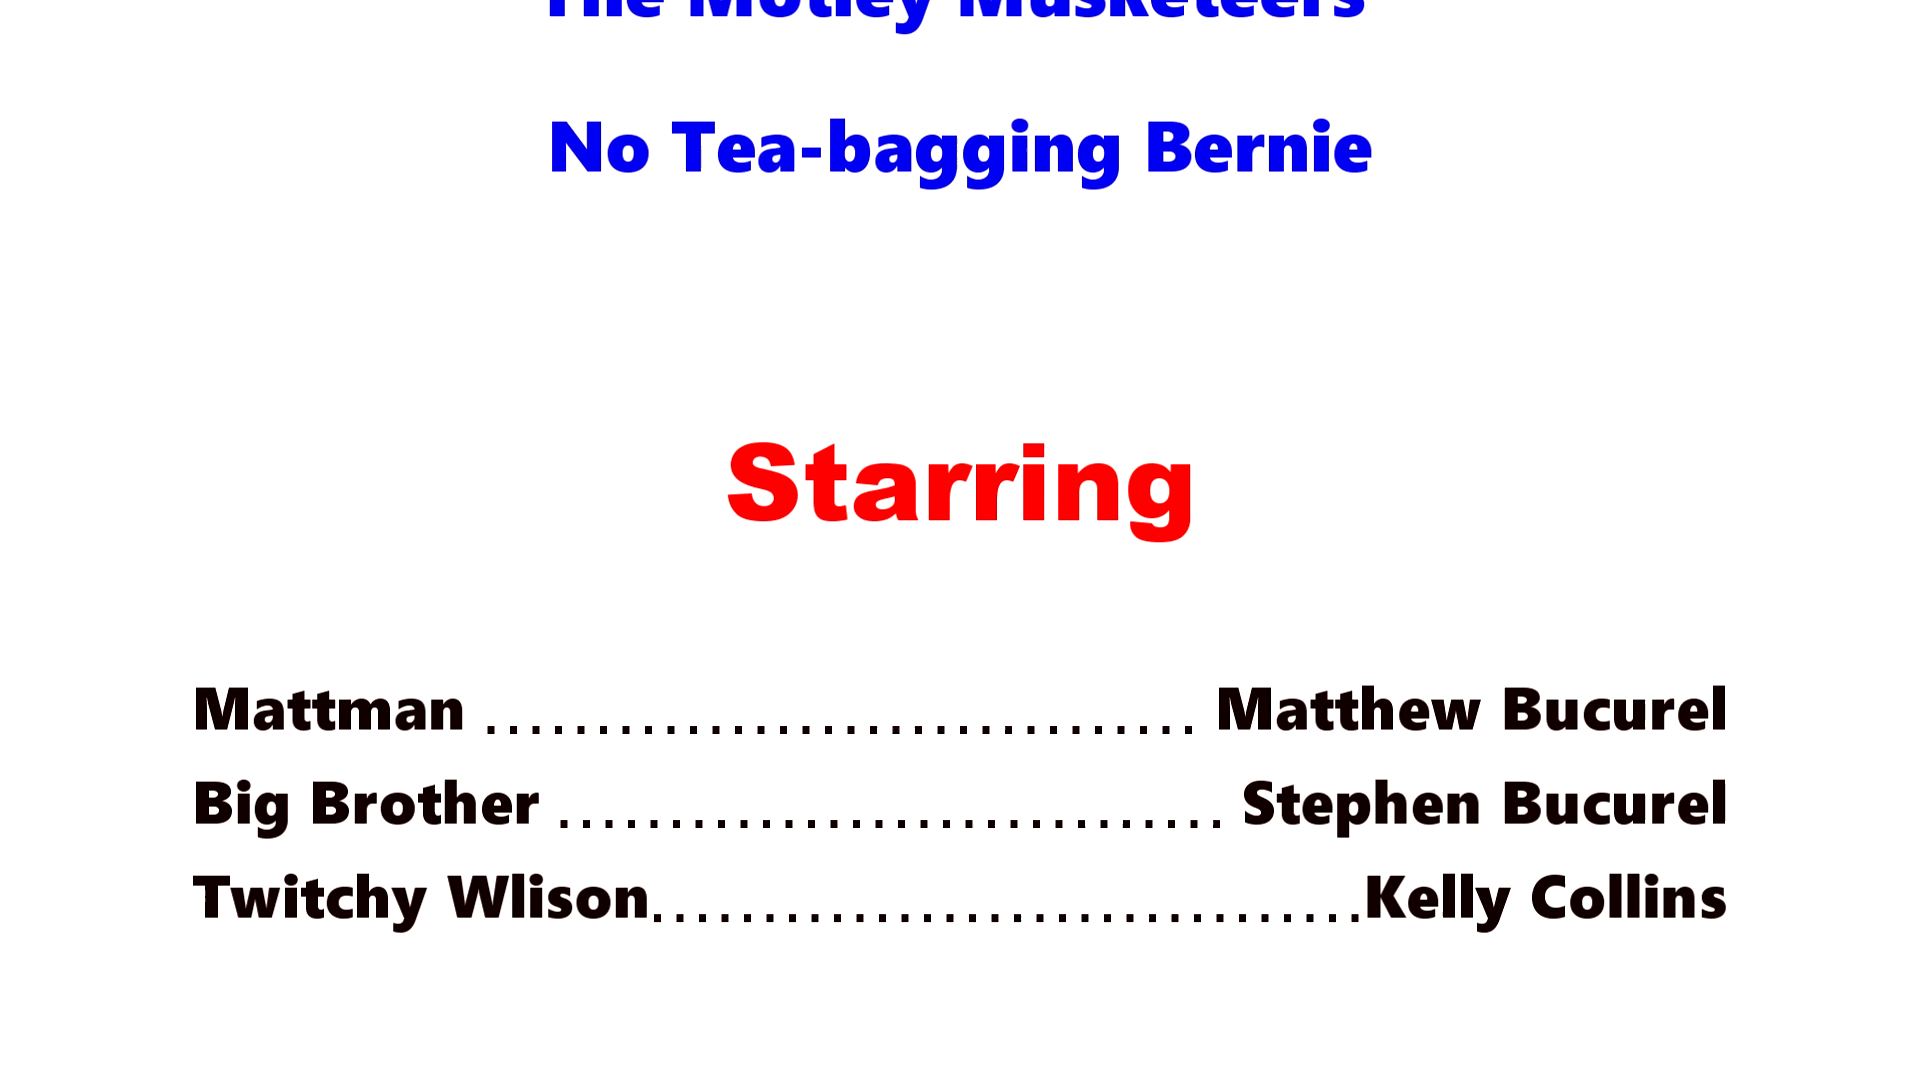 The Motley Musketeers
No Tea-bagging Bernie
Starring
Mattman ................................ Matthew Bucurel
Big Brother .............................. Stephen Bucurel
Twitchy Wlison................................Kelly Collins